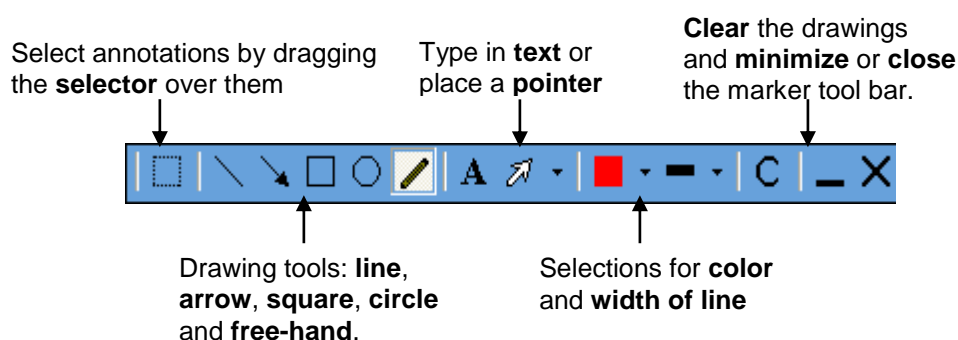 Select annotations by dragging
the selector over them
Type in text or
place a pointer
Clear the drawings
and minimize or close
the marker tool bar.
A C
Drawing tools: line,
arrow, square, circle
and free-hand.
Selections for color
and width of line